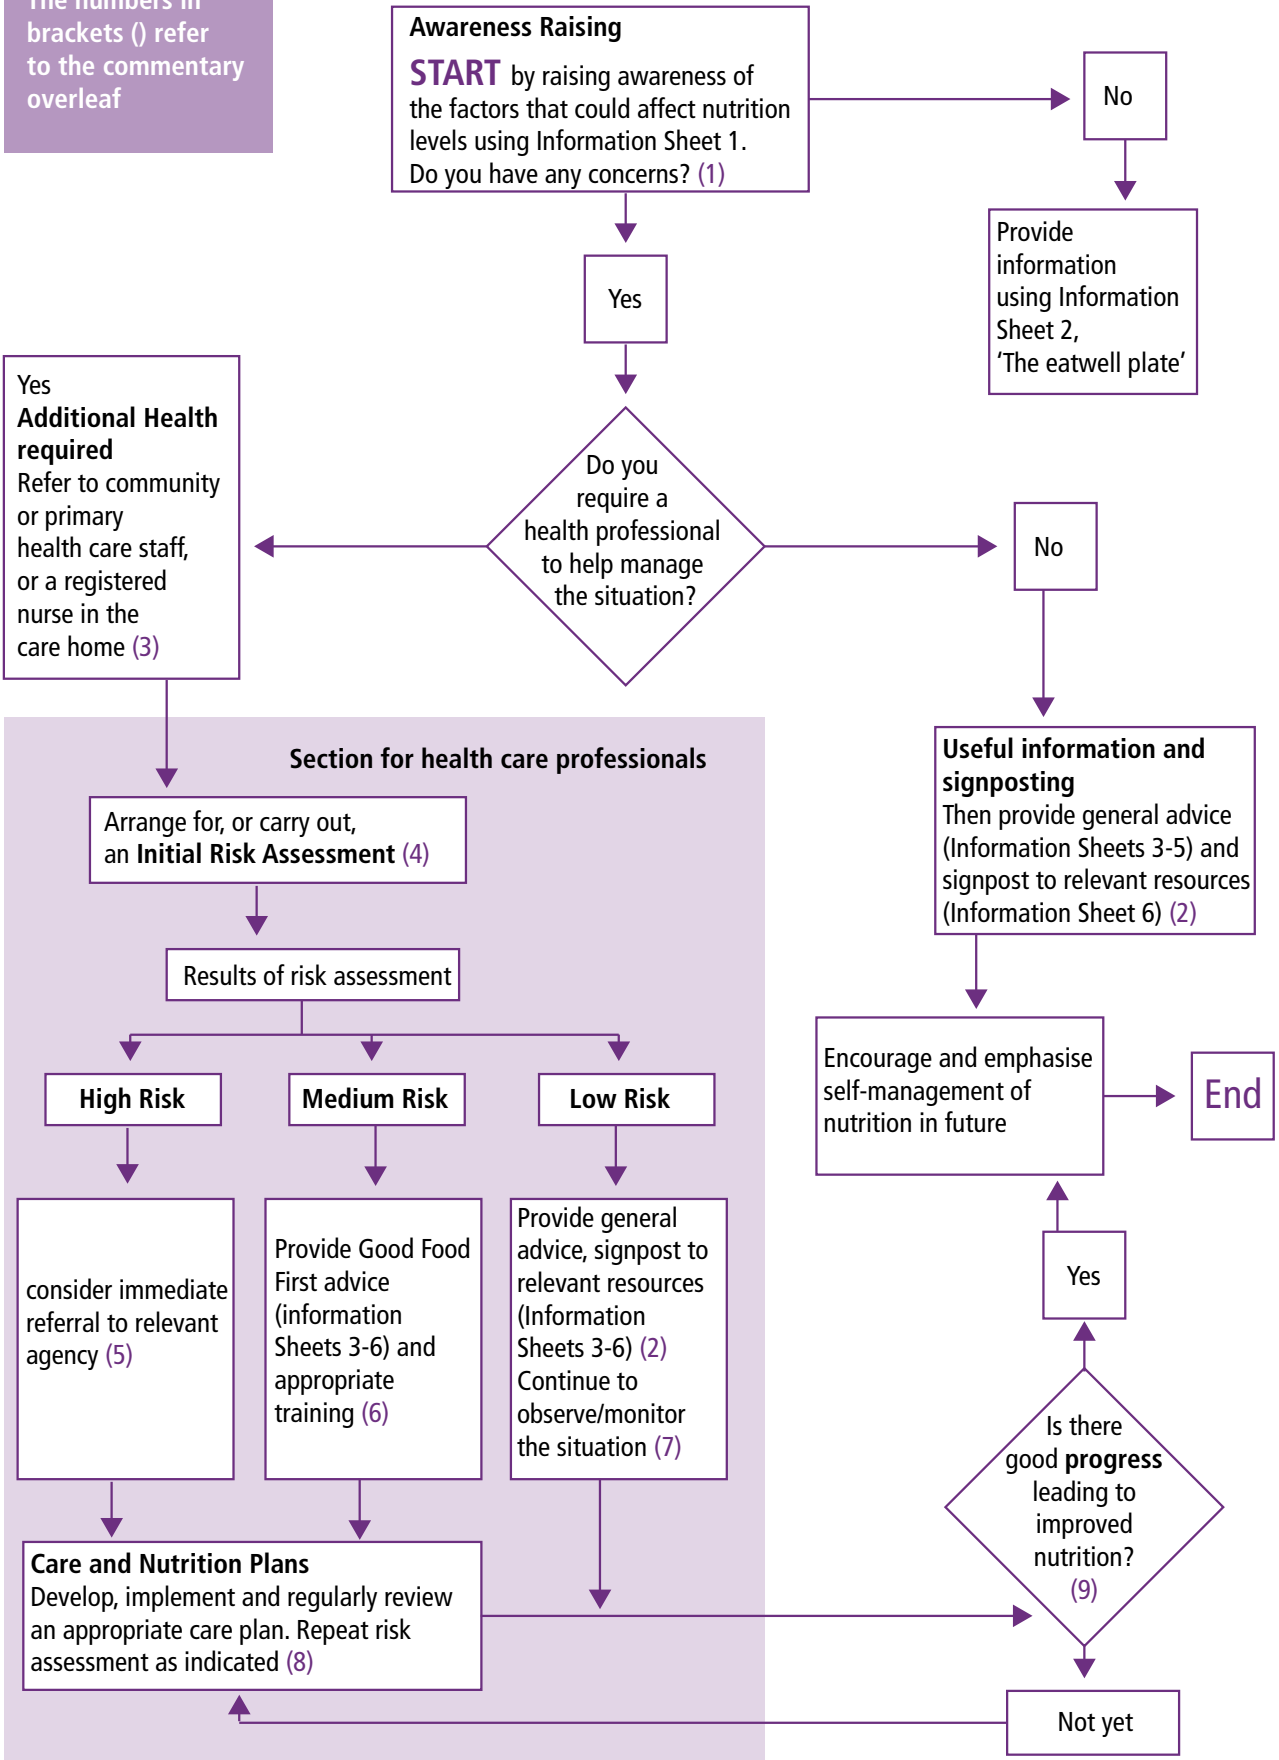 The numbers in
brackets () refer
to the commentary
overleaf
Awareness Raising
START by raising awareness of
the factors that could affect nutrition
levels using Information Sheet 1.
Do you have any concerns? (1)
No
Provide
information
using Information
Sheet 2,
‘The eatwell plate’
Yes
Do you
require a
health professional
to help manage
the situation?
Yes
Additional Health
required
Refer to community
or primary
health care staff,
or a registered
nurse in the
care home (3)
No
Useful information and
signposting
Then provide general advice
(Information Sheets 3-5) and
signpost to relevant resources
(Information Sheet 6) (2)
Section for health care professionals
Arrange for, or carry out,
an Initial Risk Assessment (4)
Results of risk assessment
High Risk
Medium Risk
Low Risk
consider immediate
referral to relevant
agency (5)
Provide Good Food
First advice
(information
Sheets 3-6) and
appropriate
training (6)
Provide general
advice, signpost to
relevant resources
(Information
Sheets 3-6) (2)
Continue to
observe/monitor
the situation (7)
Care and Nutrition Plans
Develop, implement and regularly review
an appropriate care plan. Repeat risk
assessment as indicated (8)
Encourage and emphasise
self-management of
nutrition in future
End
Yes
Is there
good progress
leading to
improved
nutrition?
(9)
Not yet